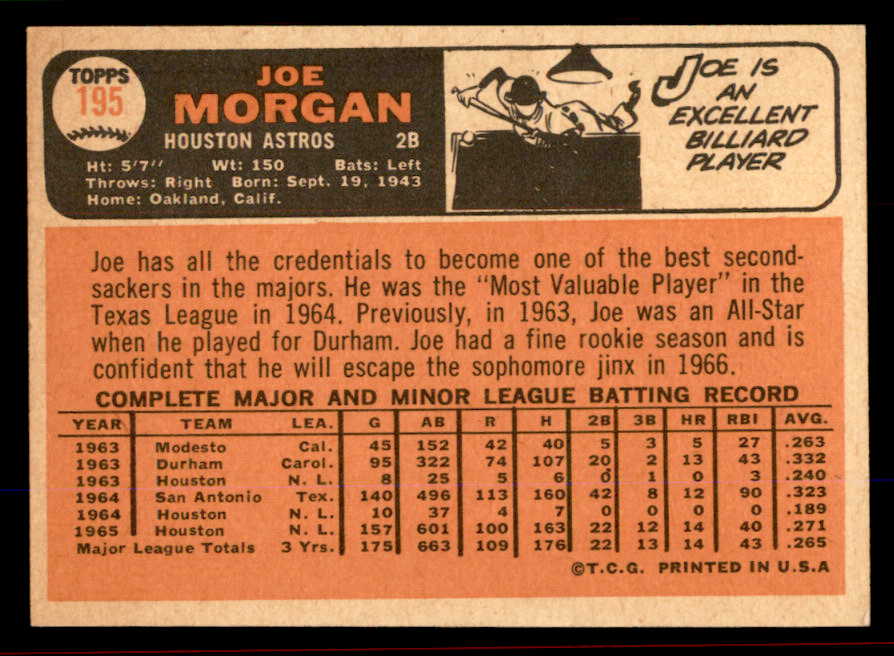 TOPPS
195
JOE
MORGAN
HOUSTON ASTROS 2B
Ht: 5'7" Wt: 150 Bats: Left
Throws: Right Born: Sept. 19, 1943
Home: Oakland, Calif.
JOE IS
AN
EXCELLENT
BILLIARD
PLAYER
Joe has all the credentials to become one of the best second-
sackers in the majors. He was the "Most Valuable Player" in the
Texas League in 1964. Previously, in 1963, Joe was an All-Star
when he played for Durham. Joe had a fine rookie season and is
confident that he will escape the sophomore jinx in 1966.
COMPLETE MAJOR AND MINOR LEAGUE BATTING RECORD
YEAR TEAM LEA. G AB R H 2B 3B HR RBI AVG.
1963 Modesto Cal. 45 152 42 40 5 3 5 27 .263
1963 Durham Carol. 95 322 74 107 20 2 13 43 .332
1963 Houston N. L. 8 25 5 6 0 1 0 3 .240
1964 San Antonio Tex. 140 496 113 160 42 8 12 90 .323
1964 Houston N. L. 10 37 4 7 0 0 0 0 .189
1965 Houston N. L. 157 601 100 163 22 12 14 40 .271
Major League Totals 3 Yrs. 175 663 109 176 22 13 14 43 .265
©T.C.G. PRINTED IN U.S.A